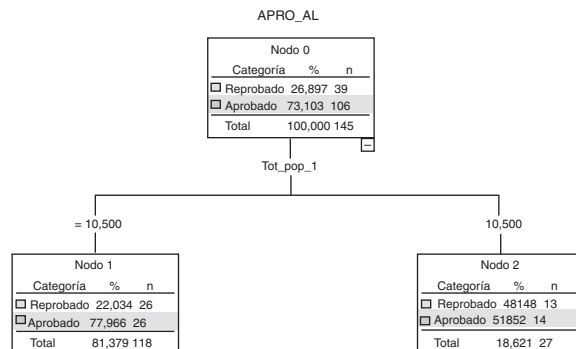 APRO_AL
Nodo 0
Categoría % n
Reprobado 26,897 39
Aprobado 73,103 106
Total 100,000 145
Tot_pop_1
= 10,500
10,500
Nodo 1
Categoría % n
Reprobado 22,034 26
Aprobado 77,966 26
Total 81,379 118
Nodo 2
Categoría % n
Reprobado 48148 13
Aprobado 51852 14
Total 18,621 27